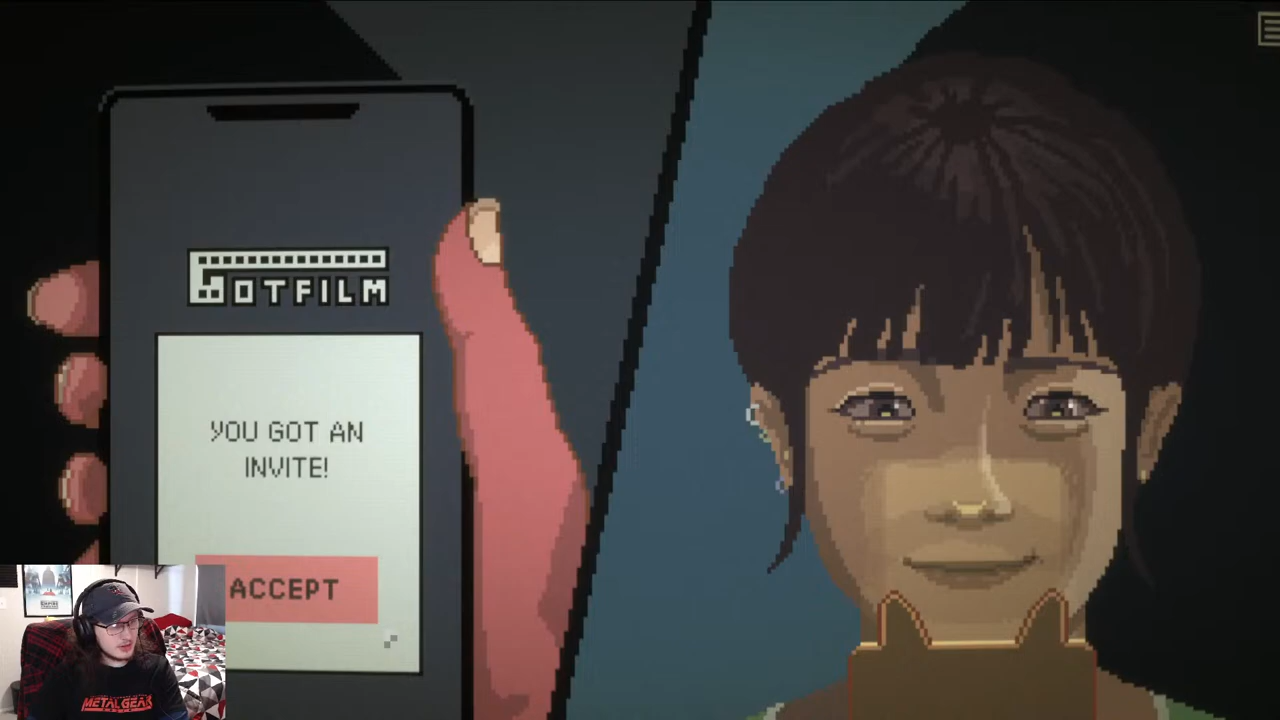 GOTFILM
YOU GOT AN
INVITE!
ACCEPT
METAL GEAR